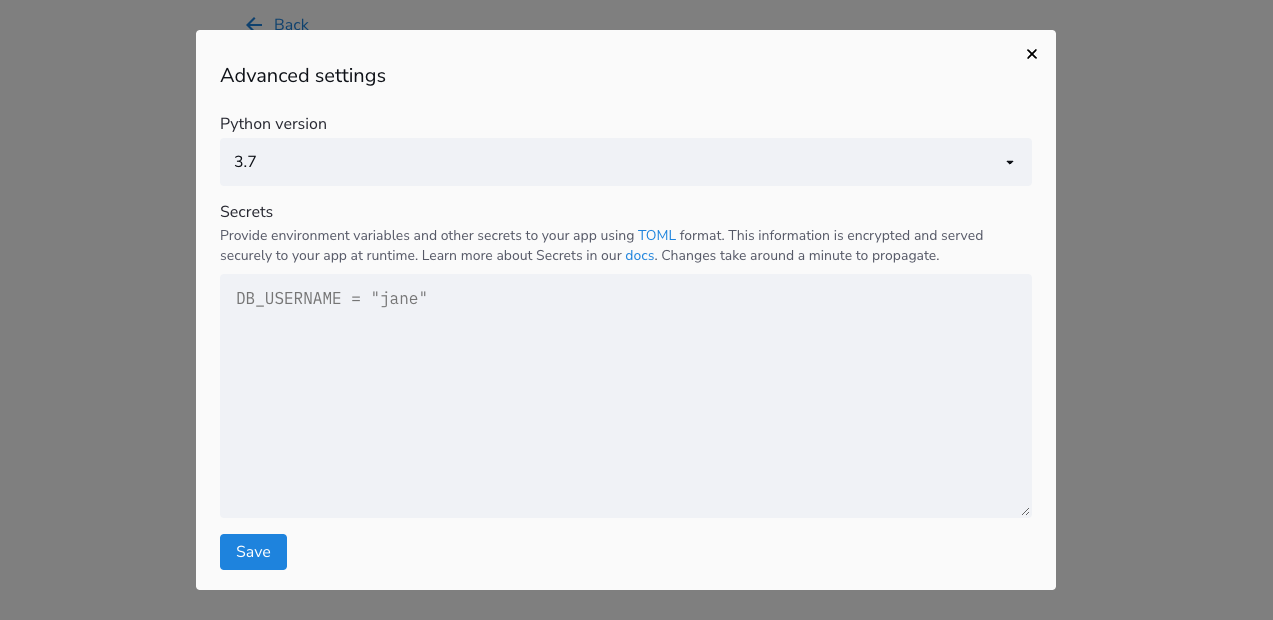 Back
Advanced settings
Python version
3.7
Secrets
Provide environment variables and other secrets to your app using TOML format. This information is encrypted and served
securely to your app at runtime. Learn more about Secrets in our docs. Changes take around a minute to propagate.
DB_USERNAME = "jane"
Save